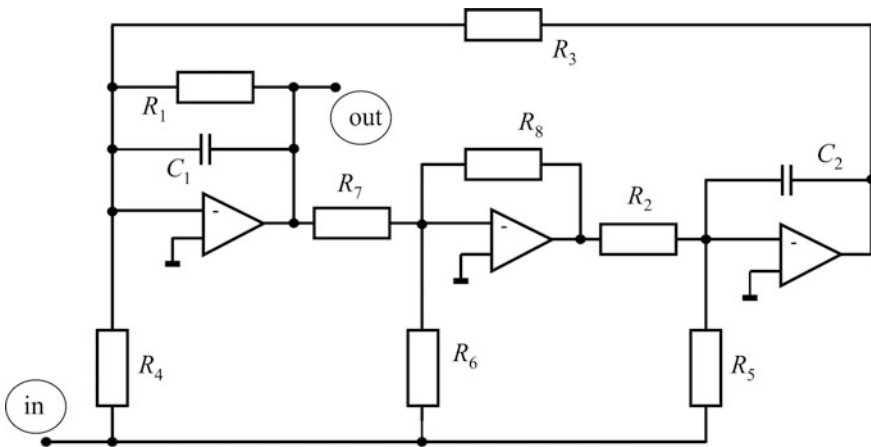 R₃
R₁
out
C₁
R₈
C₂
R₇
R₂
-
-
-
R₄
R₆
R₅
in